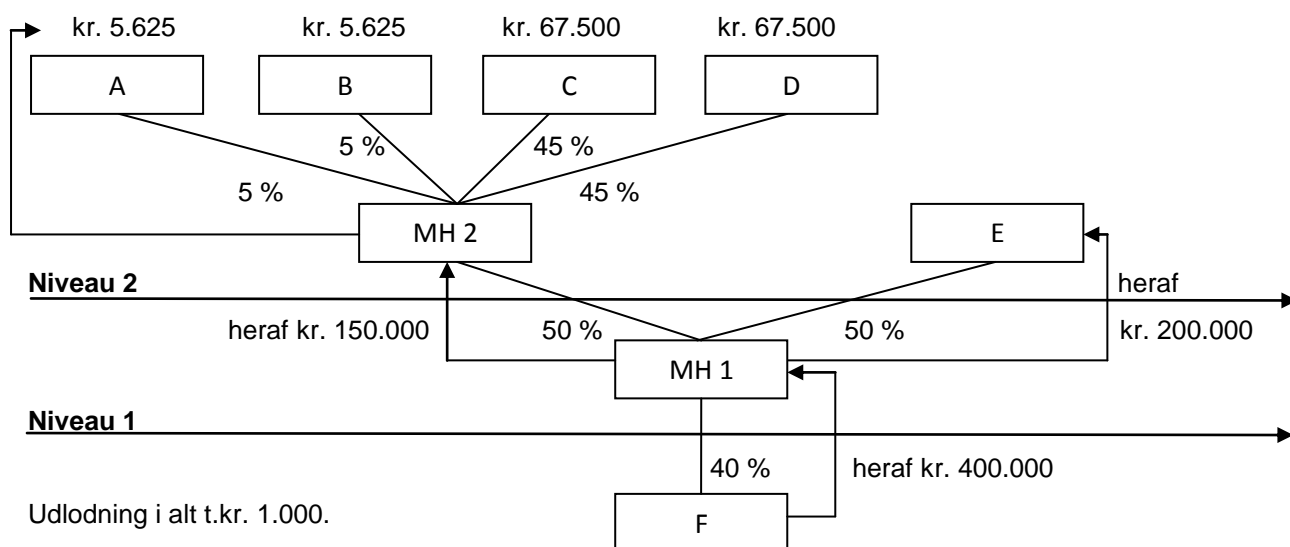 kr. 5.625 kr. 5.625 kr. 67.500 kr. 67.500
A B C D
5 % 45 %
5 % 45 %
MH 2 E
Niveau 2 heraf
heraf kr. 150.000 50 % 50 % kr. 200.000
MH 1
Niveau 1
40 % heraf kr. 400.000
Udlodning i alt t.kr. 1.000. F